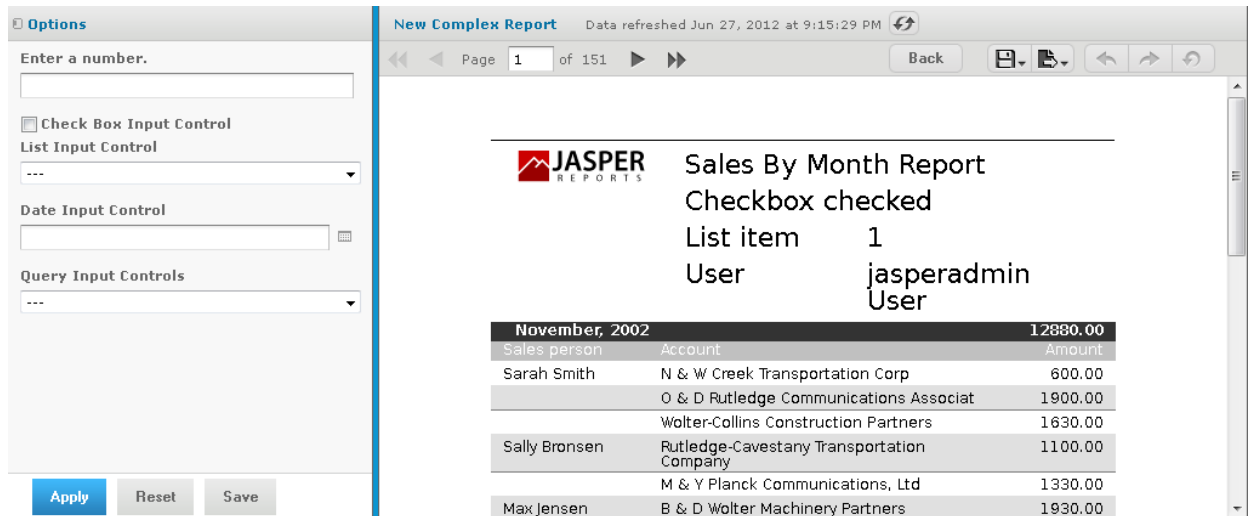 Options
Enter a number.
Check Box Input Control
List Input Control
---
Date Input Control
Query Input Controls
---
Apply Reset Save
New Complex Report Data refreshed Jun 27, 2012 at 9:15:29 PM
Page 1 of 151 Back
JASPER
REPORTS
Sales By Month Report
Checkbox checked
List item 1
User jasperadmin
User
November, 2002 12880.00
Sales person Account Amount
Sarah Smith N & W Creek Transportation Corp 600.00
O & D Rutledge Communications Associat 1900.00
Wolter-Collins Construction Partners 1630.00
Sally Bronsen Rutledge-Cavestany Transportation 1100.00
Company
M & Y Planck Communications, Ltd 1330.00
Max Jensen B & D Wolter Machinery Partners 1930.00